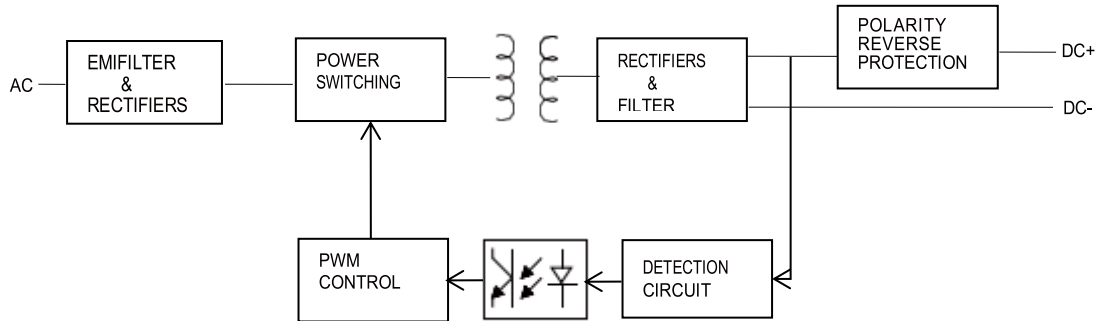 AC
EMIFILTER
&
RECTIFIERS
POWER
SWITCHING
RECTIFIERS
&
FILTER
POLARITY
REVERSE
PROTECTION
DC+
DC-
PWM
CONTROL
DETECTION
CIRCUIT